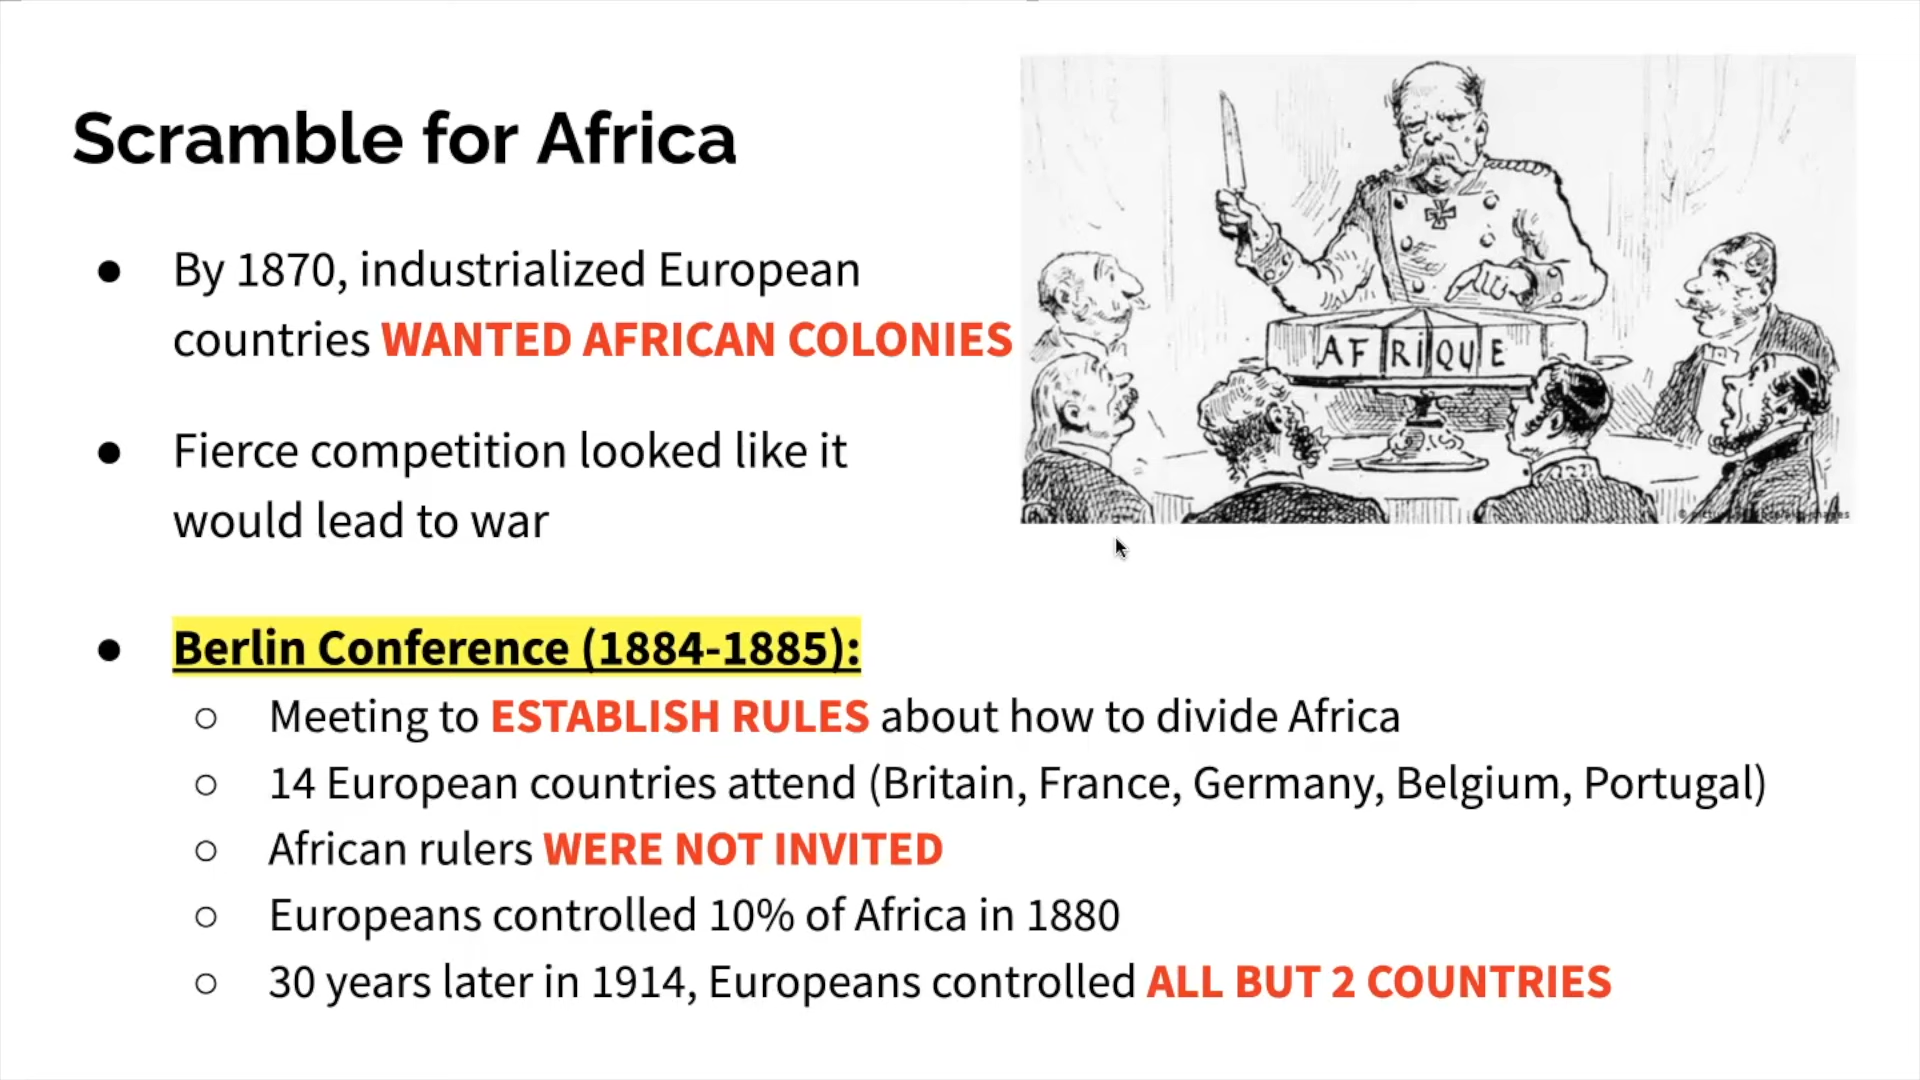 Scramble for Africa
● By 1870, industrialized European
countries WANTED AFRICAN COLONIES
● Fierce competition looked like it
would lead to war
● Berlin Conference (1884-1885):
○ Meeting to ESTABLISH RULES about how to divide Africa
○ 14 European countries attend (Britain, France, Germany, Belgium, Portugal)
○ African rulers WERE NOT INVITED
○ Europeans controlled 10% of Africa in 1880
○ 30 years later in 1914, Europeans controlled ALL BUT 2 COUNTRIES
AFRIQUE